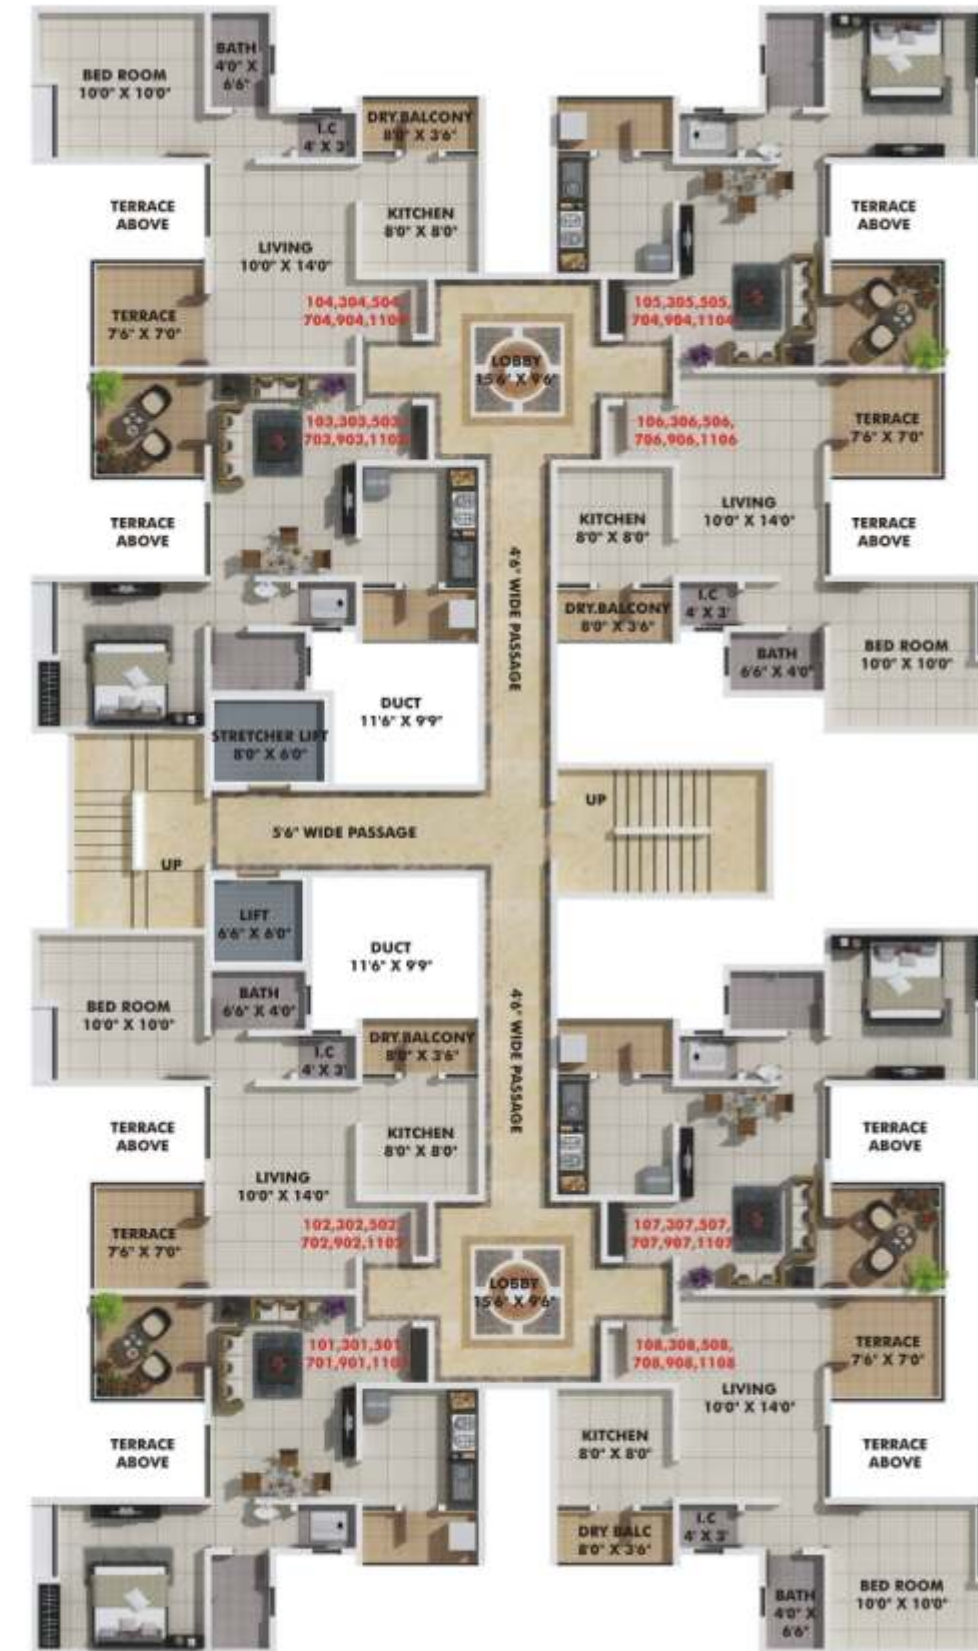 BATH
4'0" X
6'6"
BED ROOM
10'0" X 10'0"
I.C
4' X 3'
DRY.BALCONY
8'0" X 3'6"
TERRACE
ABOVE
KITCHEN
8'0" X 8'0"
LIVING
10'0" X 14'0"
TERRACE
ABOVE
TERRACE
7'6" X 7'0"
104,304,504,
704,904,
105,305,505,
704,904,1104
LOBBY
15'6" X 9'6"
103,303,503,
703,903,
106,306,506,
706,906,1106
TERRACE
7'6" X 7'0"
TERRACE
ABOVE
KITCHEN
8'0" X 8'0"
LIVING
10'0" X 14'0"
TERRACE
ABOVE
4'6" WIDE PASSAGE
DRY.BALCONY
8'0" X 3'6"
I.C
4' X 3'
BATH
6'6" X 4'0"
BED ROOM
10'0" X 10'0"
DUCT
11'6" X 9'9"
STRETCHER LIFT
8'0" X 6'0"
UP
5'6" WIDE PASSAGE
UP
LIFT
6'6" X 6'0"
DUCT
11'6" X 9'9"
BATH
6'6" X 4'0"
BED ROOM
10'0" X 10'0"
I.C
4' X 3'
DRY.BALCONY
8'0" X 3'6"
4'6" WIDE PASSAGE
TERRACE
ABOVE
KITCHEN
8'0" X 8'0"
TERRACE
ABOVE
LIVING
10'0" X 14'0"
TERRACE
7'6" X 7'0"
102,302,502,
702,902,
107,307,507,
707,907,1107
LOBBY
15'6" X 9'6"
101,301,501,
701,901,
108,308,508,
708,908,1108
TERRACE
7'6" X 7'0"
LIVING
10'0" X 14'0"
TERRACE
ABOVE
KITCHEN
8'0" X 8'0"
TERRACE
ABOVE
DRY BALC
8'0" X 3'6"
I.C
4' X 3'
BATH
4'0" X
6'6"
BED ROOM
10'0" X 10'0"